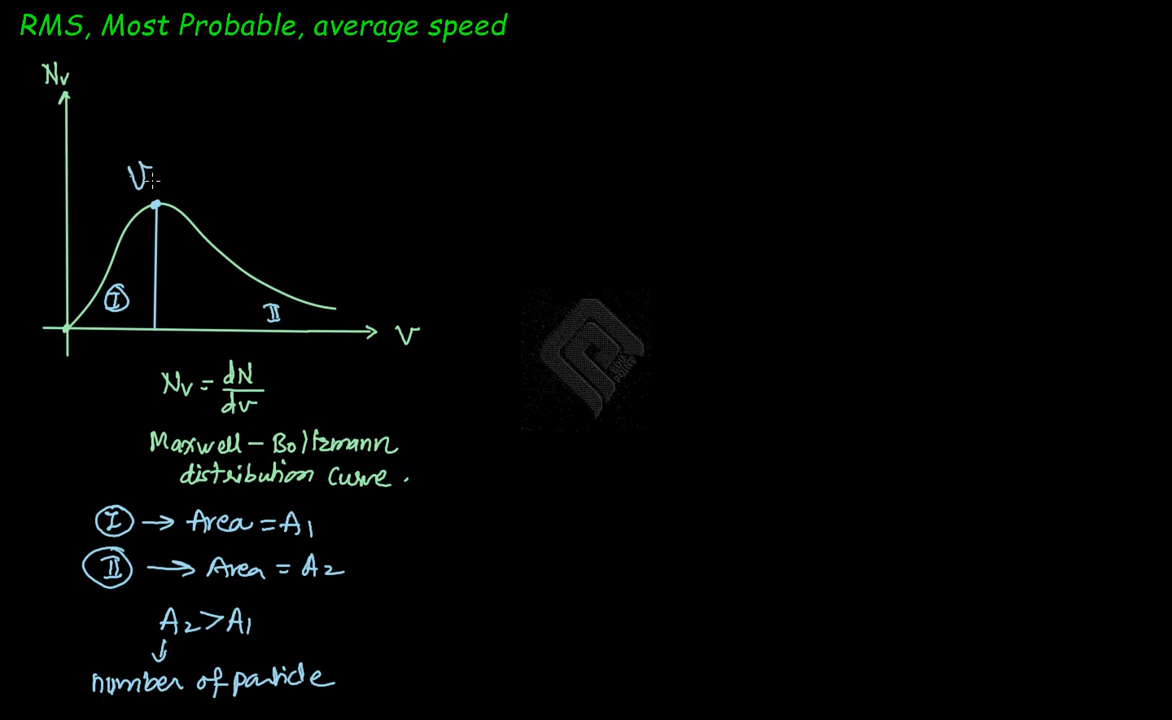 RMS, Most Probable, average speed
Nv
V
I
II
V
Nv = dN
dv
Maxwell - Boltzmann
distribution curve.
I → Area = A1
II → Area = A2
A2 > A1
↓
number of particle